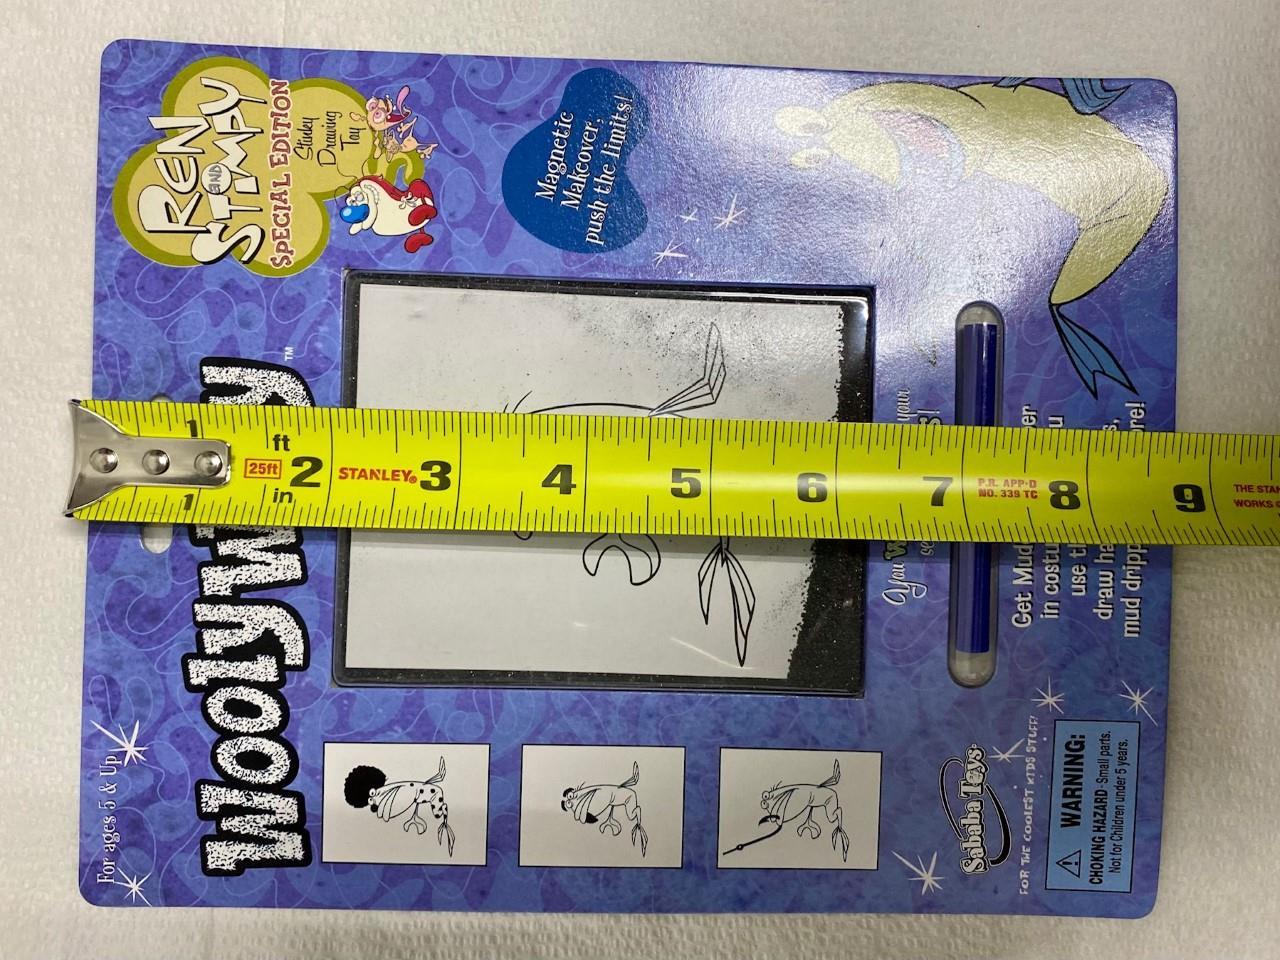 REN
AND
STIMPY
SPECIAL EDITION
Stinky
Drawing
Toy
Magnetic
Makeover,
push the limits!
Wooly
TM
For ages 5 & Up
You
your
Get Mud
in costu
use t
draw ha
mud dripp
Sababa Toys
FOR THE COOLEST KIDS STUFF!
WARNING:
CHOKING HAZARD-Small parts.
Not for Children under 5 years.
1 ft 2 3 4 5 6 7 8 9
25ft
STANLEY®
P.R. APP'D
NO. 339 TC
THE STAN
WORKS
1 in